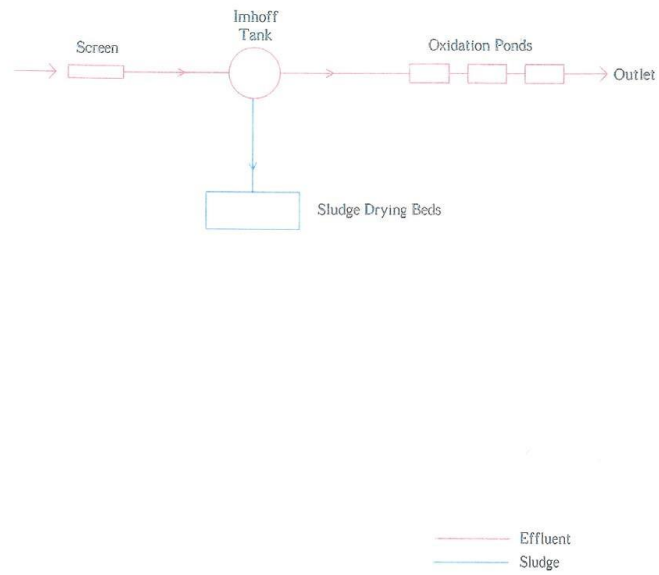 Imhoff
Tank
Screen
Oxidation Ponds
Outlet
Sludge Drying Beds
Effluent
Sludge